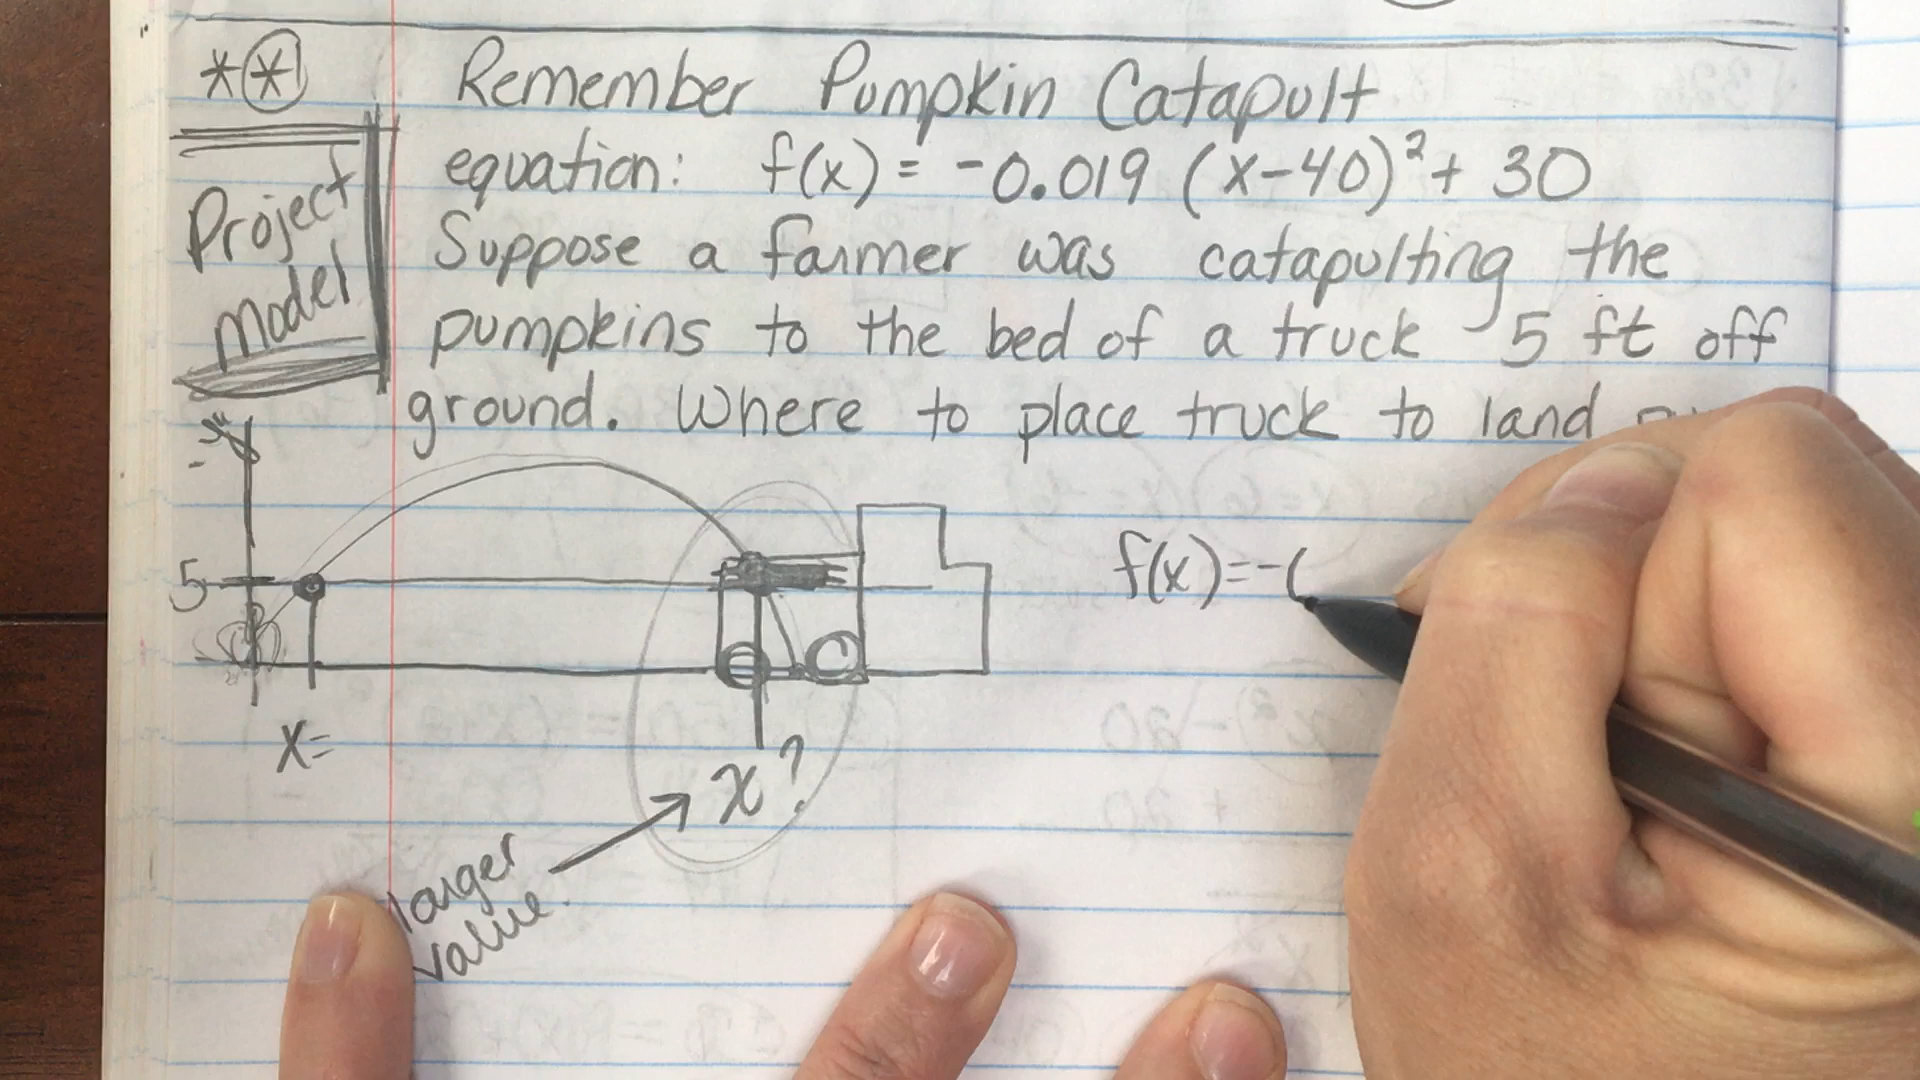 **
Remember Pumpkin Catapult
equation: f(x) = -0.019 (x-40)² + 30
Project
Model
Suppose a farmer was catapulting the
pumpkins to the bed of a truck 5 ft off
ground. Where to place truck to land
5
x=
x?
larger
value.
f(x)=-(